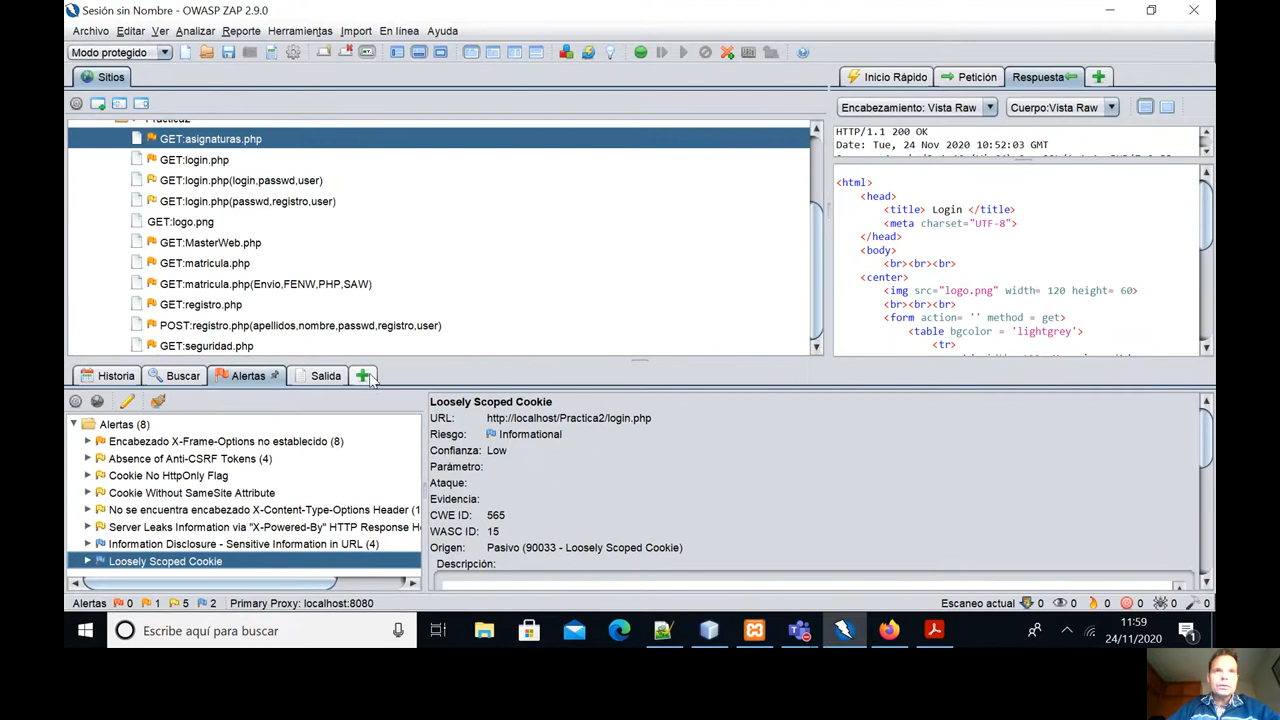 Sesión sin Nombre - OWASP ZAP 2.9.0
Archivo Editar Ver Analizar Reporte Herramientas Import En línea Ayuda
Modo protegido
Sitios
GET:asignaturas.php
GET:login.php
GET:login.php(login,passwd,user)
GET:login.php(passwd,registro,user)
GET:logo.png
GET:MasterWeb.php
GET:matricula.php
GET:matricula.php(Envio,FENW,PHP,SAW)
GET:registro.php
POST:registro.php(apellidos,nombre,passwd,registro,user)
GET:seguridad.php
Inicio Rápido Petición Respuesta
Encabezamiento: Vista Raw Cuerpo:Vista Raw
HTTP/1.1 200 OK
Date: Tue, 24 Nov 2020 10:52:03 GMT
<html>
<head>
<title> Login </title>
<meta charset="UTF-8">
</head>
<body>
<br><br><br>
<center>
<img src="logo.png" width= 120 height= 60>
<br><br><br>
<form action= '' method = get>
<table bgcolor = 'lightgrey'>
<tr>
Historia Buscar Alertas Salida
Alertas (8)
Encabezado X-Frame-Options no establecido (8)
Absence of Anti-CSRF Tokens (4)
Cookie No HttpOnly Flag
Cookie Without SameSite Attribute
No se encuentra encabezado X-Content-Type-Options Header (1
Server Leaks Information via "X-Powered-By" HTTP Response He
Information Disclosure - Sensitive Information in URL (4)
Loosely Scoped Cookie
Loosely Scoped Cookie
URL: http://localhost/Practica2/login.php
Riesgo: Informational
Confianza: Low
Parámetro:
Ataque:
Evidencia:
CWE ID: 565
WASC ID: 15
Origen: Pasivo (90033 - Loosely Scoped Cookie)
Descripción:
Alertas 0 1 5 2 Primary Proxy: localhost:8080
Escaneo actual 0 0 0 0 0 0
Escribe aquí para buscar
11:59
24/11/2020
1